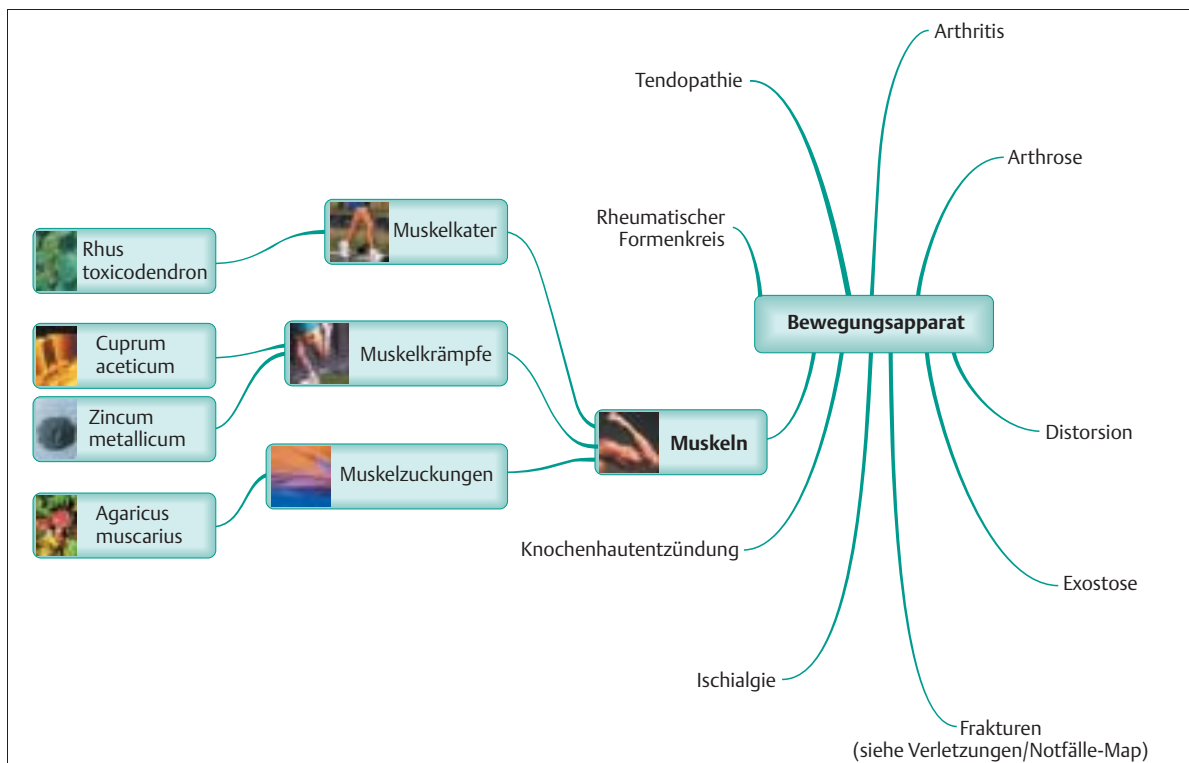 Arthritis
Tendopathie
Arthrose
Rheumatischer
Formenkreis
Muskelkater
Rhus
toxicodendron
Bewegungsapparat
Cuprum
aceticum
Muskelkrämpfe
Zincum
metallicum
Muskeln
Distorsion
Muskelzuckungen
Agaricus
muscarius
Knochenhautentzündung
Exostose
Ischialgie
Frakturen
(siehe Verletzungen/Notfälle-Map)